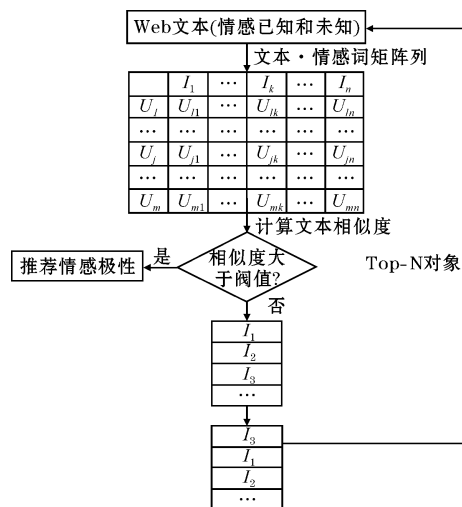 Web文本(情感已知和未知)
文本·情感词矩阵列
I1 … Ik … In
Ul Ul1 … Ulk … Uln
… … … … … …
Uj Uj1 … Ujk … Ujn
… … … … … …
Um Um1 … Umk … Umn
计算文本相似度
推荐情感极性
是
相似度大
于阀值?
Top-N对象
否
I1
I2
I3
…
I3
I1
I2
…